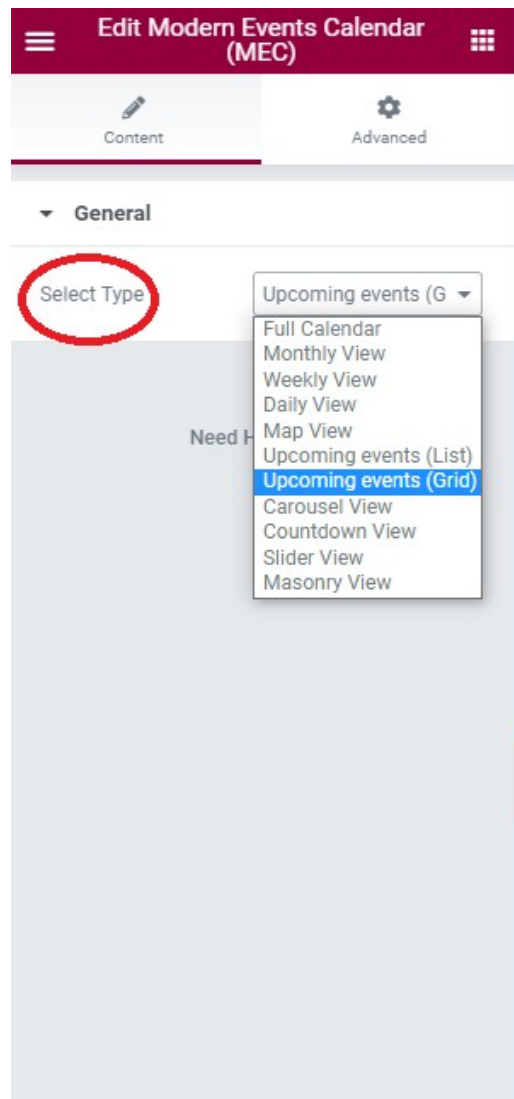 Edit Modern Events Calendar
(MEC)
Content
Advanced
General
Select Type
Upcoming events (G
Full Calendar
Monthly View
Weekly View
Daily View
Map View
Need
Upcoming events (List)
Upcoming events (Grid)
Carousel View
Countdown View
Slider View
Masonry View